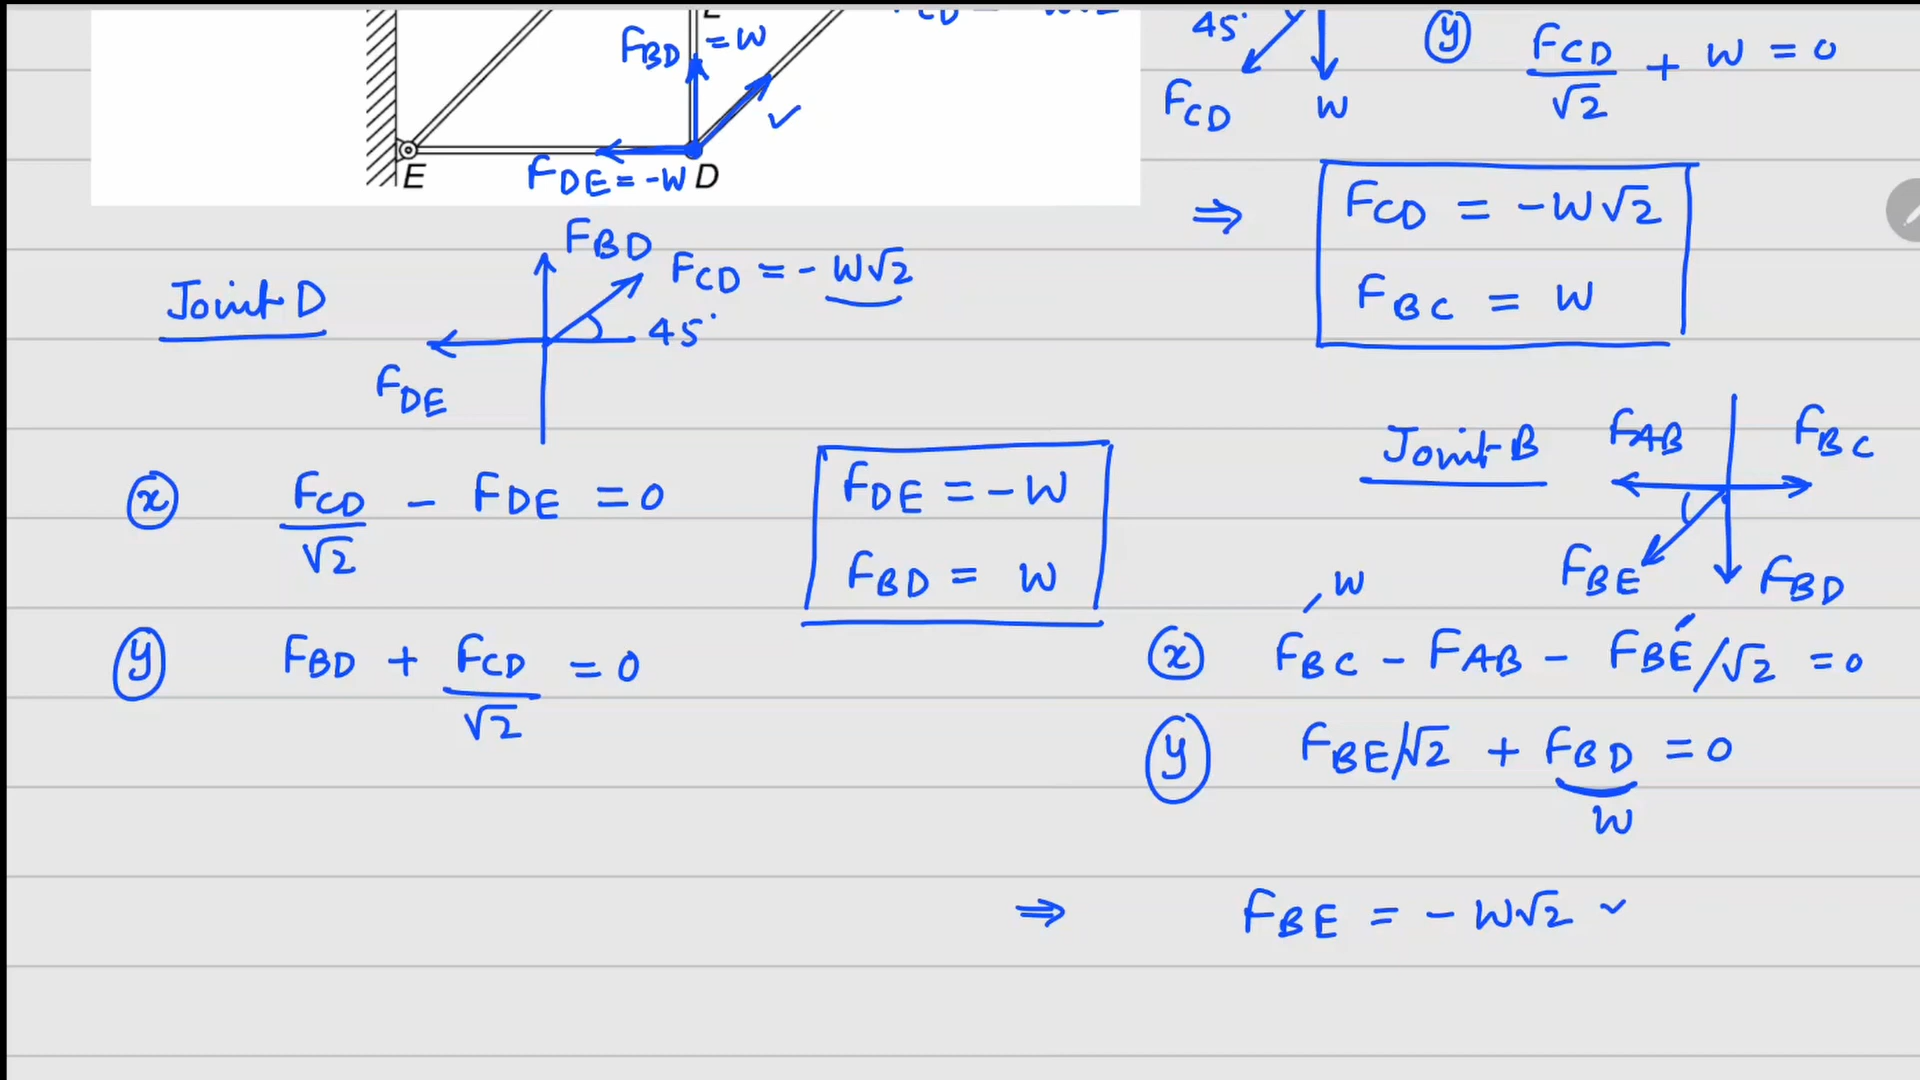 F_BD = W
E
F_DE = -W D
45°
F_CD
W
(y) F_CD/√2 + W = 0
⇒ F_CD = -W√2
F_BC = W
Joint D
F_BD
F_CD = -W√2
45°
F_DE
(x) F_CD/√2 - F_DE = 0
(y) F_BD + F_CD/√2 = 0
F_DE = -W
F_BD = W
Joint B
F_AB
F_BC
F_BE
F_BD
W
(x) F_BC - F_AB - F_BE/√2 = 0
(y) F_BE/√2 + F_BD = 0
W
⇒ F_BE = -W√2